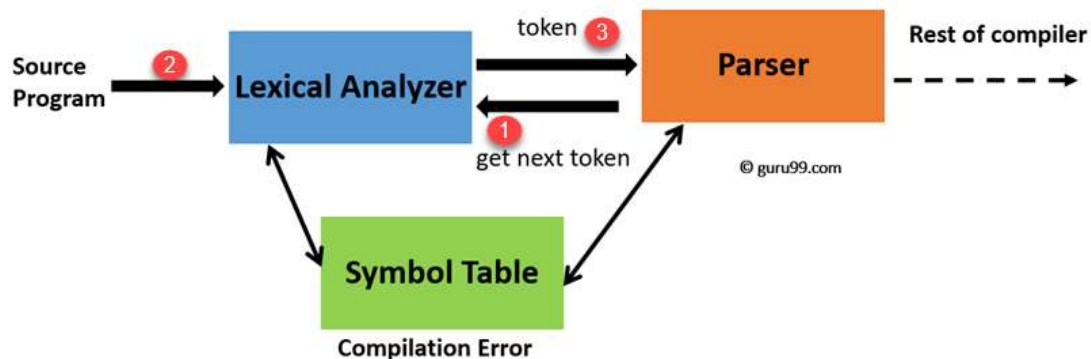 Source
Program
2
Lexical Analyzer
token 3
1
get next token
Parser
Rest of compiler
© guru99.com
Symbol Table
Compilation Error